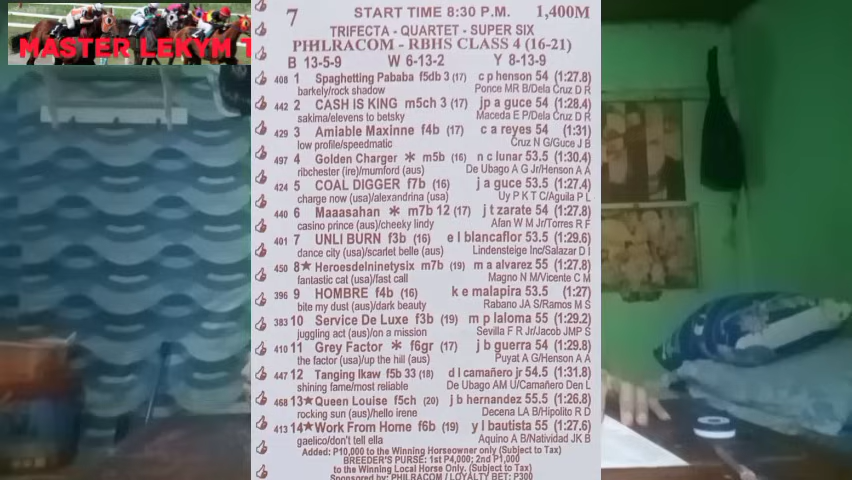 MASTER LEKYM T
7 START TIME 8:30 P.M. 1,400M
TRIFECTA - QUARTET - SUPER SIX
PHLRACOM - RBHS CLASS 4 (16-21)
B 13-5-9 W 6-13-2 Y 8-13-9
408 1 Spaghetting Pababa f5db 3 (17) c p henson 54 (1:27.8)
barkely/rock shadow Ponce MR B/Dela Cruz D R
442 2 CASH IS KING m5ch 3 (17) jp a guce 54 (1:28.4)
sakima/elevens to betsky Maceda E P/Dela Cruz D R
429 3 Amiable Maxinne f4b (17) c a reyes 54 (1:31)
low profile/speedmatic Cruz N G/Guce J B
497 4 Golden Charger * m5b (16) n c lunar 53.5 (1:30.4)
ribchester (ire)/mumford (aus) De Ubago A G Jr/Henson A A
424 5 COAL DIGGER f7b (16) j a guce 53.5 (1:27.4)
charge now (usa)/alexandrina (usa) Uy P K T C/Aguila P L
440 6 Maaasahan * m7b 12 (17) j t zarate 54 (1:27.8)
casino prince (aus)/cheeky lindy Afan W M Jr/Torres R F
401 7 UNLI BURN f3b (16) e l blancaflor 53.5 (1:29.6)
dance city (usa)/scarlet belle (aus) Lindensteige Inc/Salazar D I
450 8★ Heroesdelninetysix m7b (19) m a alvarez 55 (1:27.8)
fantastic cat (usa)/fast call Magno N M/Vicente C M
396 9 HOMBRE f4b (16) k e malapira 53.5 (1:27)
bite my dust (aus)/dark beauty Rabano JA S/Ramos M S
383 10 Service De Luxe f3b (19) m p laloma 55 (1:29.2)
juggling act (aus)/on a mission Sevilla F R Jr/Jacob JMP S
410 11 Grey Factor * f6gr (17) j b guerra 54 (1:29.8)
the factor (usa)/up the hill (aus) Puyat A G/Henson A A
447 12 Tanging Ikaw f5b 33 (18) d l camañero jr 54.5 (1:31.8)
shining fame/most reliable De Ubago AM U/Camañero Den L
468 13★ Queen Louise f5ch (20) j b hernandez 55.5 (1:26.8)
rocking sun (aus)/hello irene Decena LA B/Hipolito R D
413 14★ Work From Home f6b (19) y l bautista 55 (1:27.6)
gaelico/don't tell ella Aquino A B/Natividad JK B
Added: P10,000 to the Winning Horseowner only (Subject to Tax)
BREEDER'S PURSE: 1st P4,000; 2nd P1,000
to the Winning Local Horse Only. (Subject to Tax)
Sponsored by: PHILRACOM / LOYALTY BET: P300